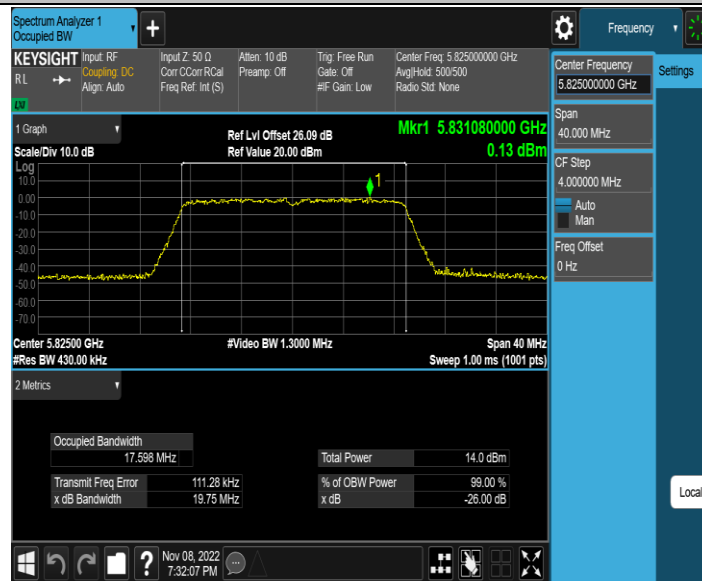 Spectrum Analyzer 1
Occupied BW
Frequency
KEYSIGHT
RL
LXI
Input: RF
Coupling: DC
Align: Auto
Input Z: 50 Ω
Corr CCorr RCal
Freq Ref: Int (S)
Atten: 10 dB
Preamp: Off
Trig: Free Run
Gate: Off
#IF Gain: Low
Center Freq: 5.825000000 GHz
Avg|Hold: 500/500
Radio Std: None
Center Frequency
5.825000000 GHz
Settings
Span
40.000 MHz
CF Step
4.000000 MHz
Auto
Man
Freq Offset
0 Hz
1 Graph
Scale/Div 10.0 dB
Ref Lvl Offset 26.09 dB
Ref Value 20.00 dBm
Mkr1 5.831080000 GHz
0.13 dBm
Log
10.0
0.00
-10.0
-20.0
-30.0
-40.0
-50.0
-60.0
-70.0
1
Center 5.82500 GHz
#Res BW 430.00 kHz
#Video BW 1.3000 MHz
Span 40 MHz
Sweep 1.00 ms (1001 pts)
2 Metrics
Occupied Bandwidth
17.598 MHz
Total Power 14.0 dBm
Transmit Freq Error 111.28 kHz
% of OBW Power 99.00 %
x dB Bandwidth 19.75 MHz
x dB -26.00 dB
Local
?
Nov 08, 2022
7:32:07 PM